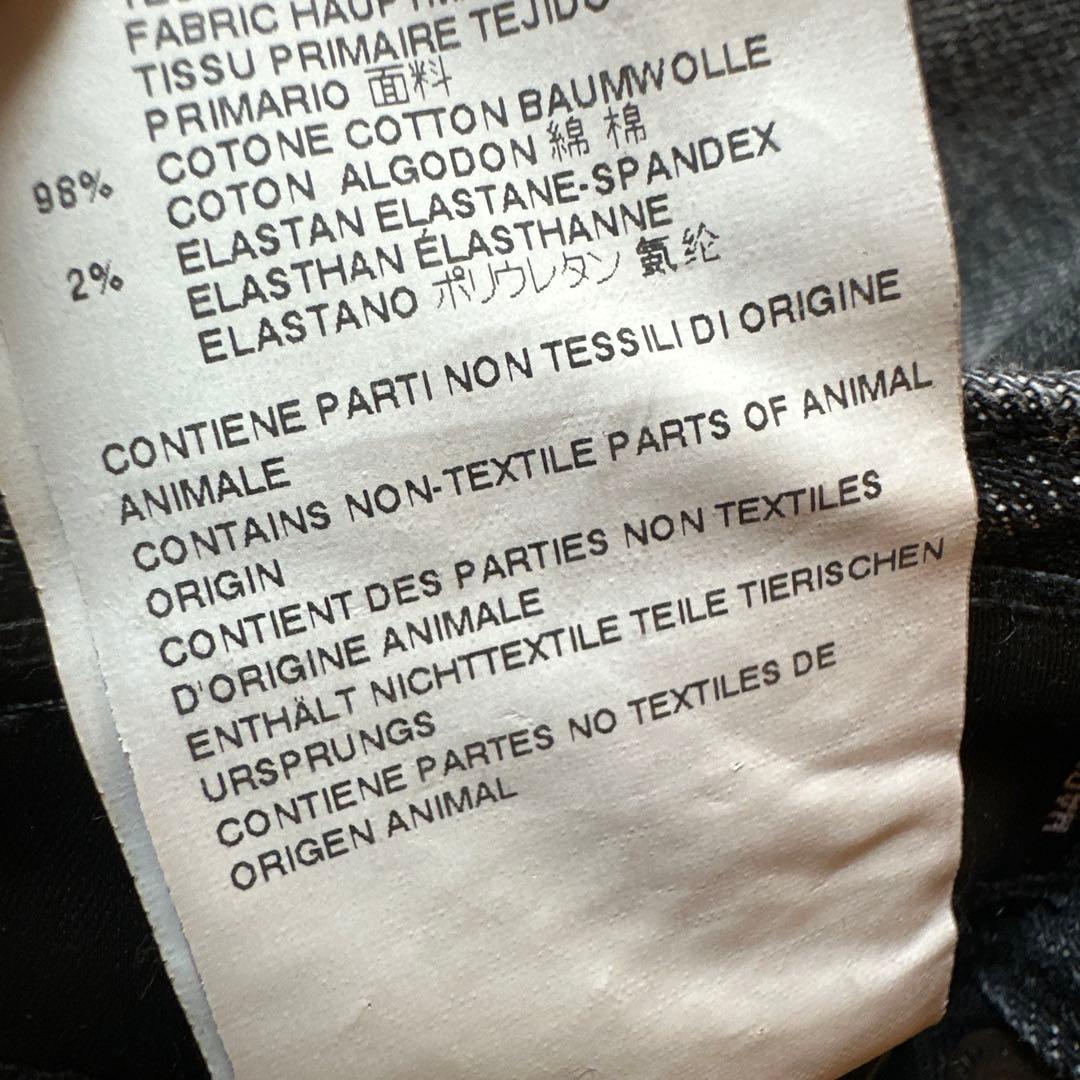 FABRIC
TISSU PRIMAIRE TEJIDO
PRIMARIO 面料
98% COTONE COTTON BAUMWOLLE
COTON ALGODON 綿 棉
2% ELASTAN ELASTANE-SPANDEX
ELASTHAN ÉLASTHANNE
ELASTANO ポリウレタン 氨纶
CONTIENE PARTI NON TESSILI DI ORIGINE
ANIMALE
CONTAINS NON-TEXTILE PARTS OF ANIMAL
ORIGIN
CONTIENT DES PARTIES NON TEXTILES
D'ORIGINE ANIMALE
ENTHÄLT NICHTTEXTILE TEILE TIERISCHEN
URSPRUNGS
CONTIENE PARTES NO TEXTILES DE
ORIGEN ANIMAL